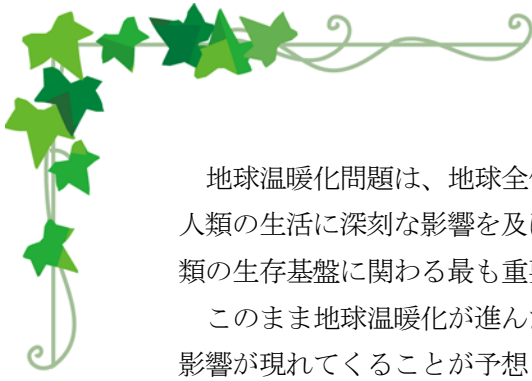 地球温暖化問題は、地球全
人類の生活に深刻な影響を及
類の生存基盤に関わる最も重
このまま地球温暖化が進ん
影響が現れてくることが予想